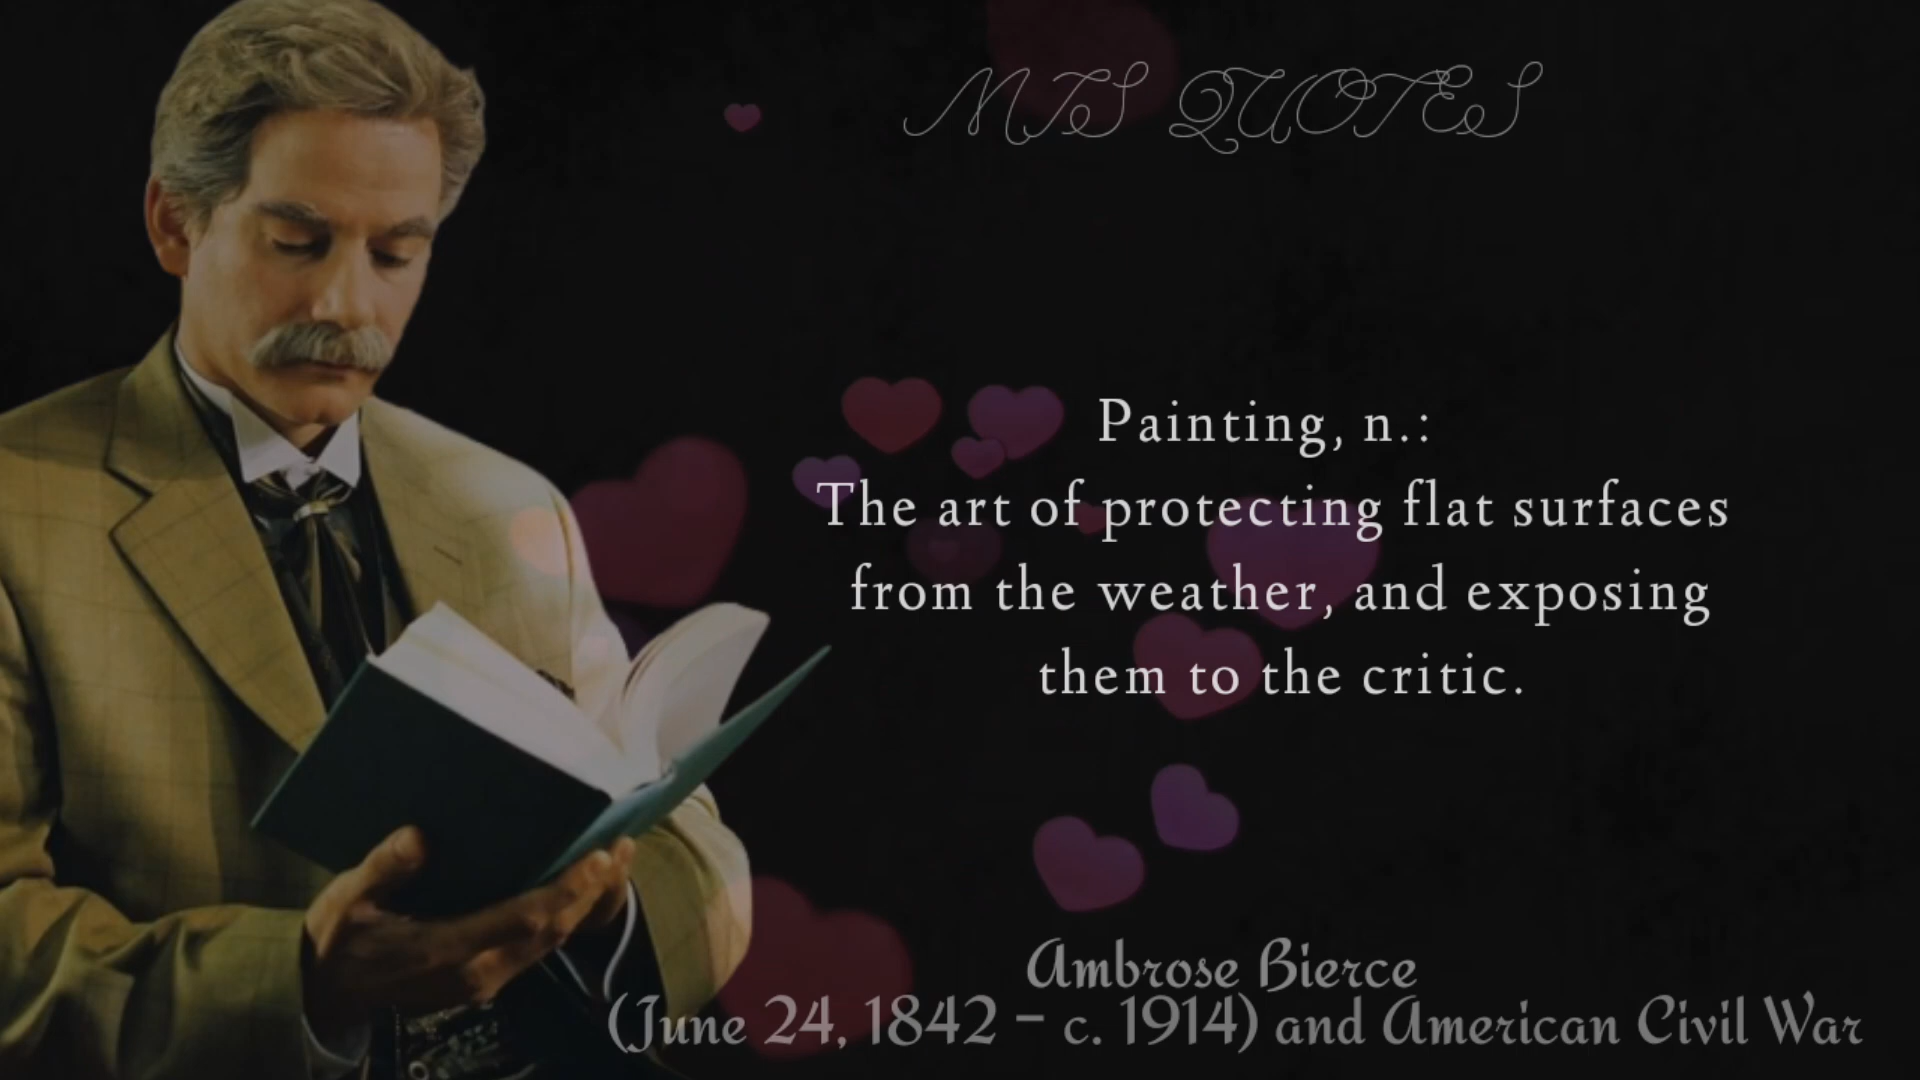 MTS QUOTES
Painting, n.:
The art of protecting flat surfaces
from the weather, and exposing
them to the critic.
Ambrose Bierce
(June 24, 1842 – c. 1914) and American Civil War